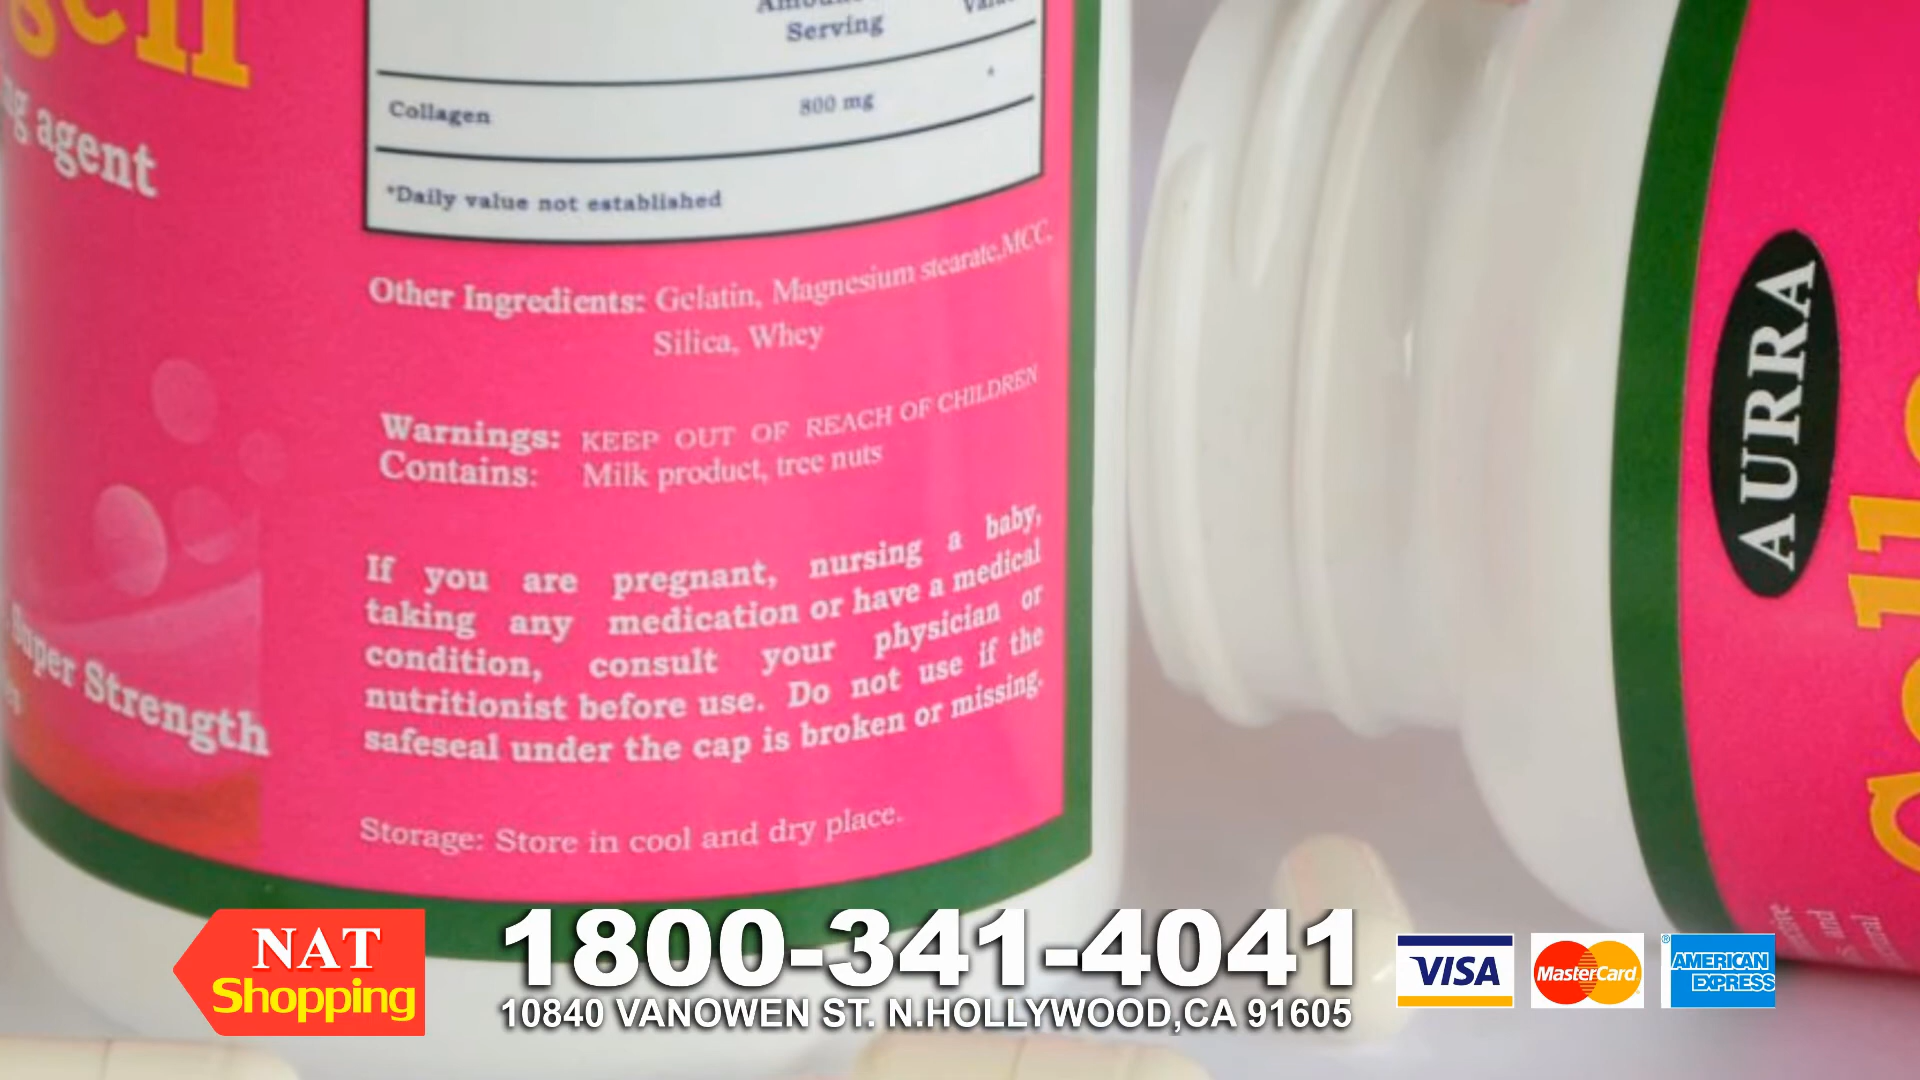 gen
agent
Super Strength
Serving
Collagen 800 mg *
*Daily value not established
Other Ingredients: Gelatin, Magnesium stearate,MCC,
Silica, Whey
Warnings: KEEP OUT OF REACH OF CHILDREN
Contains: Milk product, tree nuts
If you are pregnant, nursing a baby,
taking any medication or have a medical
condition, consult your physician or
nutritionist before use. Do not use if the
safeseal under the cap is broken or missing.
Storage: Store in cool and dry place.
AURRA
NAT
Shopping
1800-341-4041
10840 VANOWEN ST. N.HOLLYWOOD,CA 91605
VISA
MasterCard
AMERICAN
EXPRESS